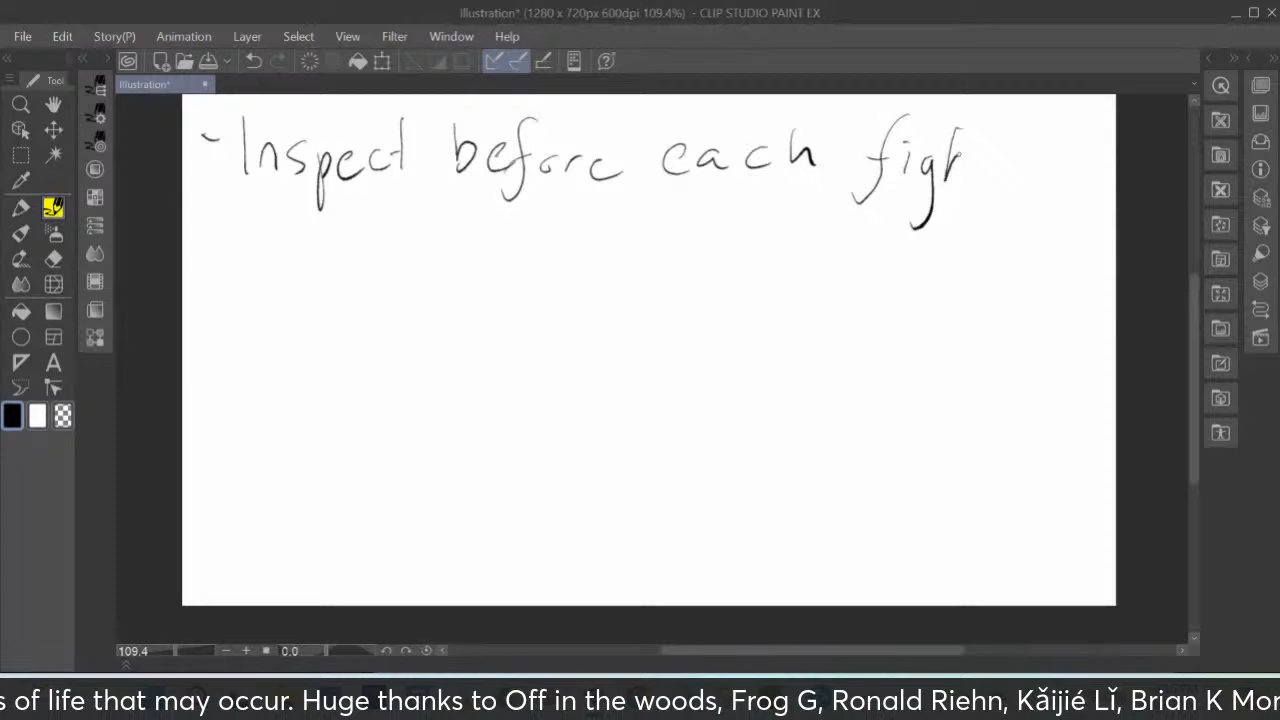 Illustration* (1280 x 720px 600dpi 109.4%) - CLIP STUDIO PAINT EX
File Edit Story(P) Animation Layer Select View Filter Window Help
Tool
Illustration*
- Inspect before each figh
A
109.4 - + 0.0
s of life that may occur. Huge thanks to Off in the woods, Frog G, Ronald Riehn, Kǎijié Lǐ, Brian K Mor